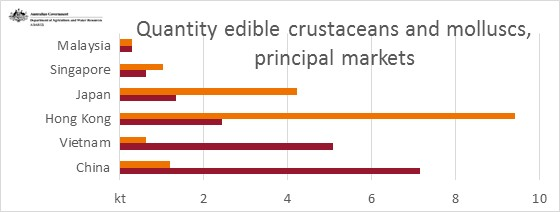 Australian Government
Department of Agriculture and Water Resources
ABARES
Quantity edible crustaceans and molluscs,
principal markets
Malaysia
Singapore
Japan
Hong Kong
Vietnam
China
kt 2 4 6 8 10